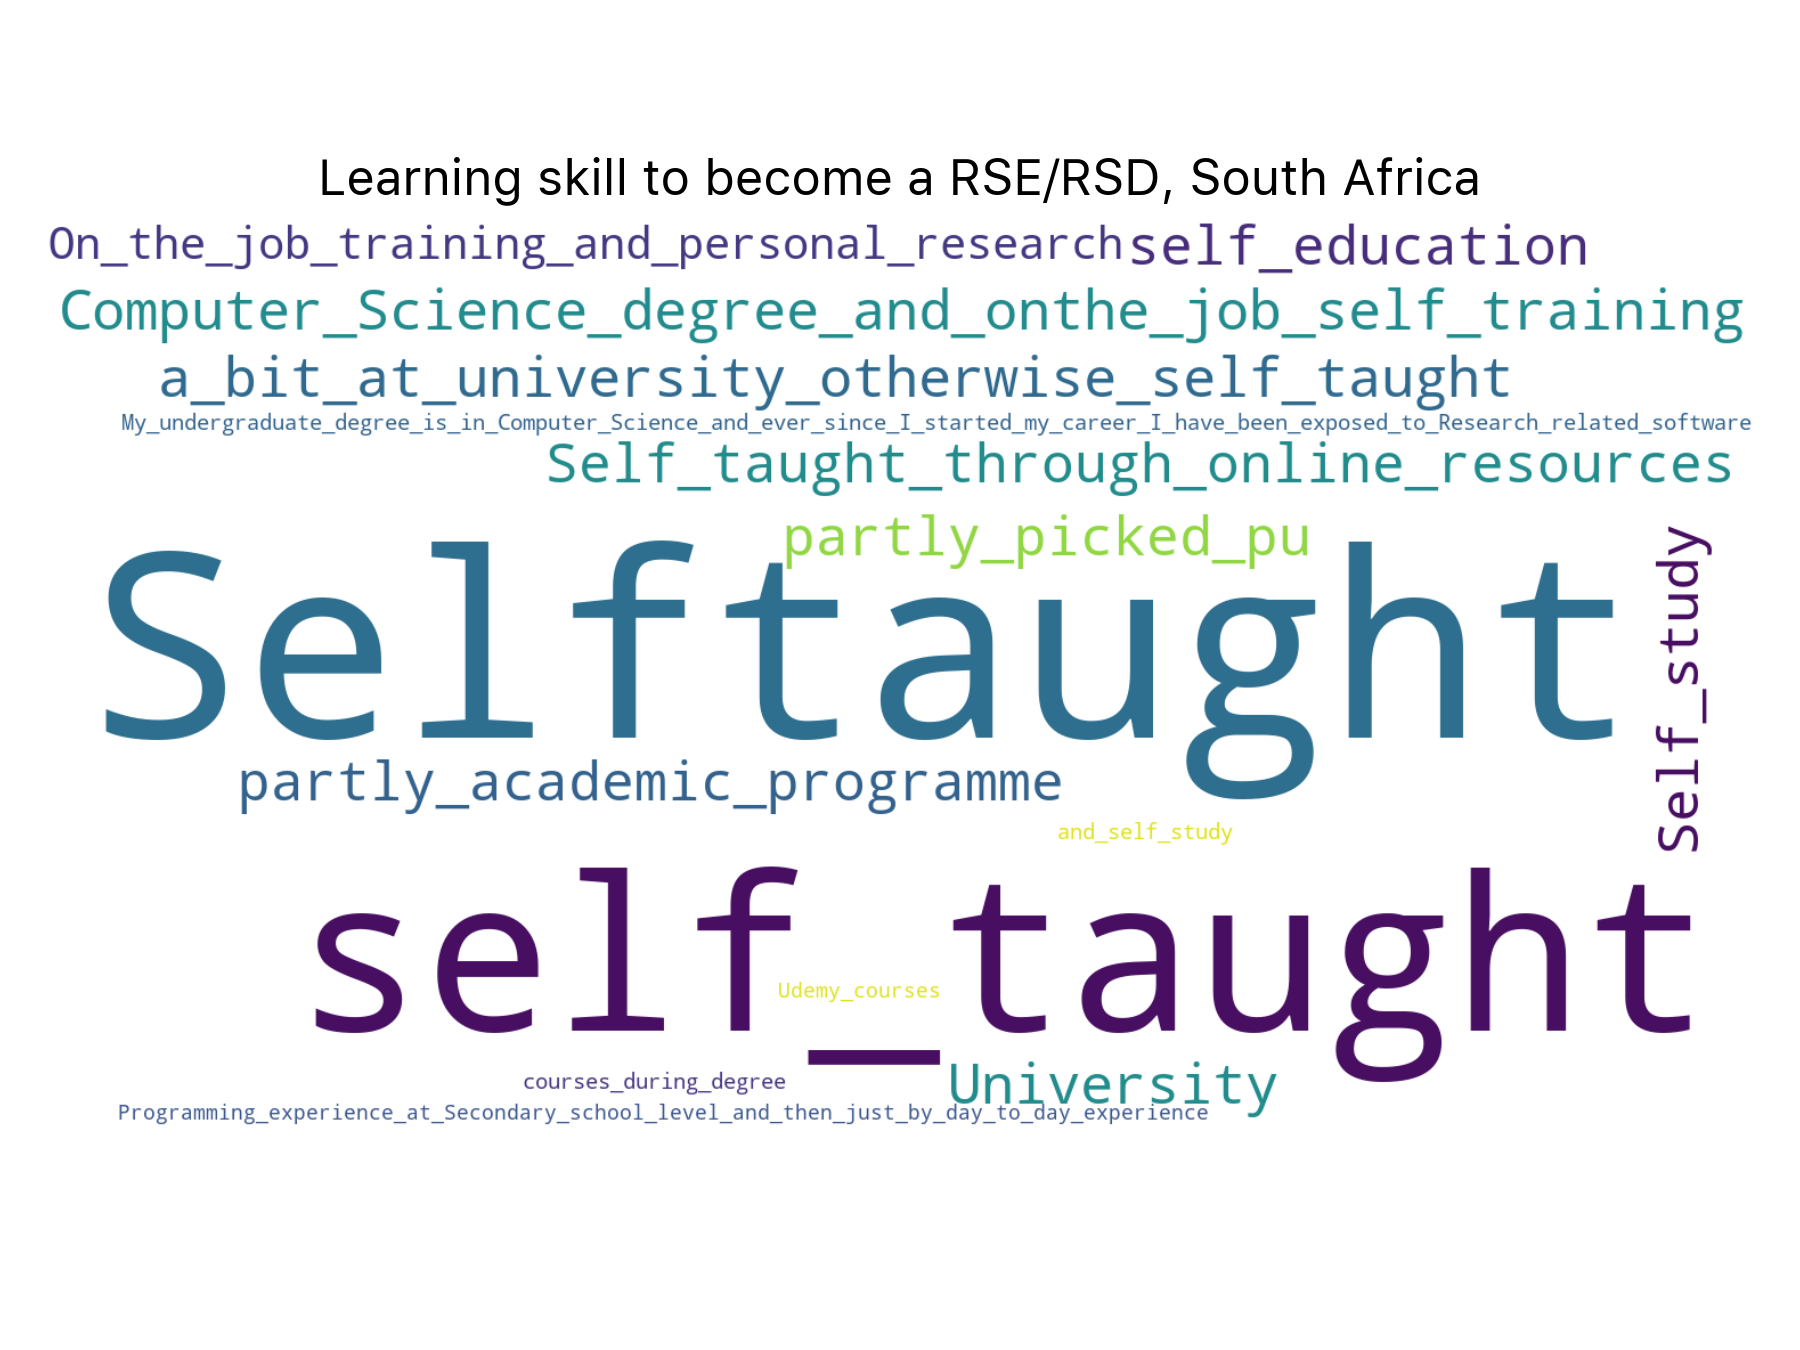 Learning skill to become a RSE/RSD, South Africa
On_the_job_training_and_personal_research
self_education
Computer_Science_degree_and_onthe_job_self_training
a_bit_at_university_otherwise_self_taught
My_undergraduate_degree_is_in_Computer_Science_and_ever_since_I_started_my_career_I_have_been_exposed_to_Research_related_software
Self_taught_through_online_resources
partly_picked_pu
Selftaught
Self_study
partly_academic_programme
and_self_study
self_taught
Udemy_courses
courses_during_degree
University
Programming_experience_at_Secondary_school_level_and_then_just_by_day_to_day_experience